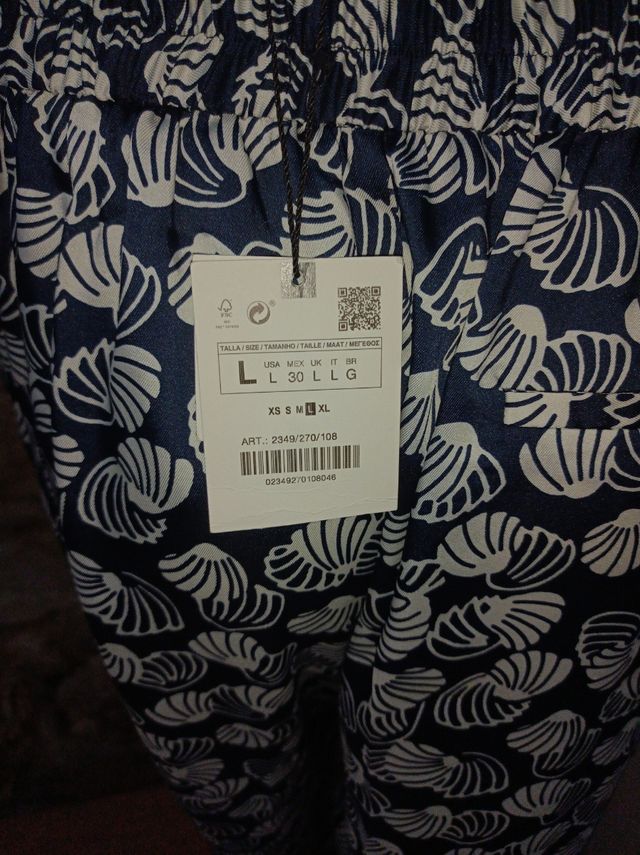 FSC
TALLA / SIZE / TAMANHO / TAILLE / MAAT / ΜΕΓΕΘΟΣ
L USA MEX UK IT BR
L 30 L L G
XS S M L XL
ART.: 2349/270/108
02349270108046